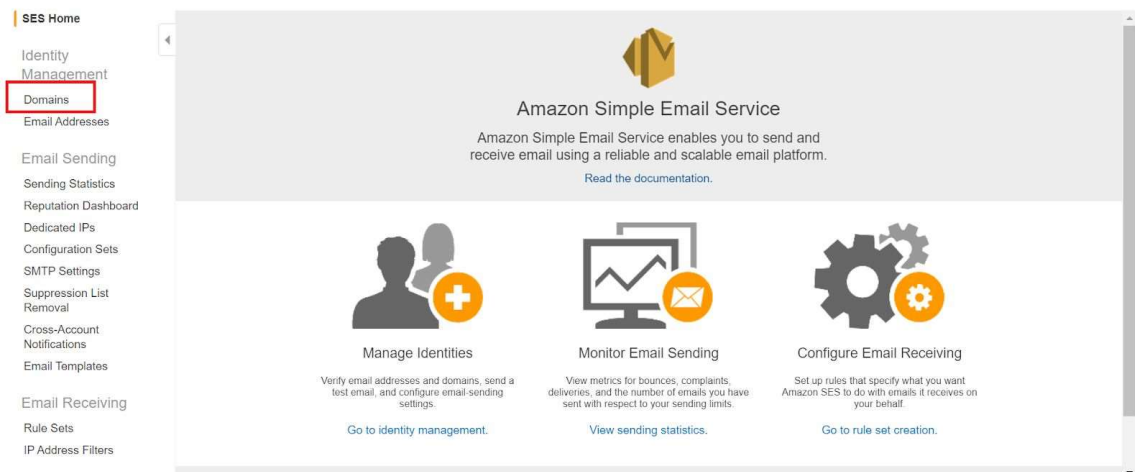 SES Home
Identity
Management
Domains
Email Addresses
Email Sending
Sending Statistics
Reputation Dashboard
Dedicated IPs
Configuration Sets
SMTP Settings
Suppression List
Removal
Cross-Account
Notifications
Email Templates
Email Receiving
Rule Sets
IP Address Filters
Amazon Simple Email Service
Amazon Simple Email Service enables you to send and
receive email using a reliable and scalable email platform.
Read the documentation.
Manage Identities
Verify email addresses and domains, send a
test email, and configure email-sending
settings.
Go to identity management.
Monitor Email Sending
View metrics for bounces, complaints,
deliveries, and the number of emails you have
sent with respect to your sending limits.
View sending statistics.
Configure Email Receiving
Set up rules that specify what you want
Amazon SES to do with emails it receives on
your behalf.
Go to rule set creation.